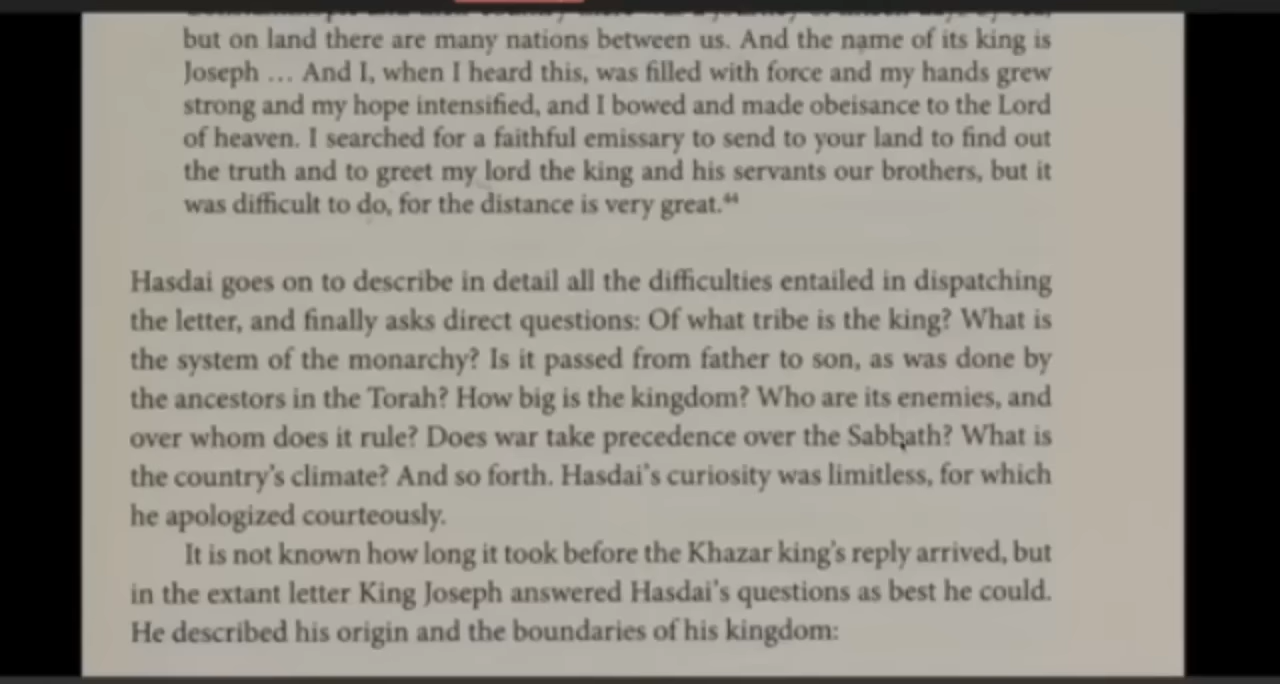 but on land there are many nations between us. And the name of its king is
Joseph … And I, when I heard this, was filled with force and my hands grew
strong and my hope intensified, and I bowed and made obeisance to the Lord
of heaven. I searched for a faithful emissary to send to your land to find out
the truth and to greet my lord the king and his servants our brothers, but it
was difficult to do, for the distance is very great.⁴⁴
Hasdai goes on to describe in detail all the difficulties entailed in dispatching
the letter, and finally asks direct questions: Of what tribe is the king? What is
the system of the monarchy? Is it passed from father to son, as was done by
the ancestors in the Torah? How big is the kingdom? Who are its enemies, and
over whom does it rule? Does war take precedence over the Sabbath? What is
the country's climate? And so forth. Hasdai's curiosity was limitless, for which
he apologized courteously.
It is not known how long it took before the Khazar king's reply arrived, but
in the extant letter King Joseph answered Hasdai's questions as best he could.
He described his origin and the boundaries of his kingdom: